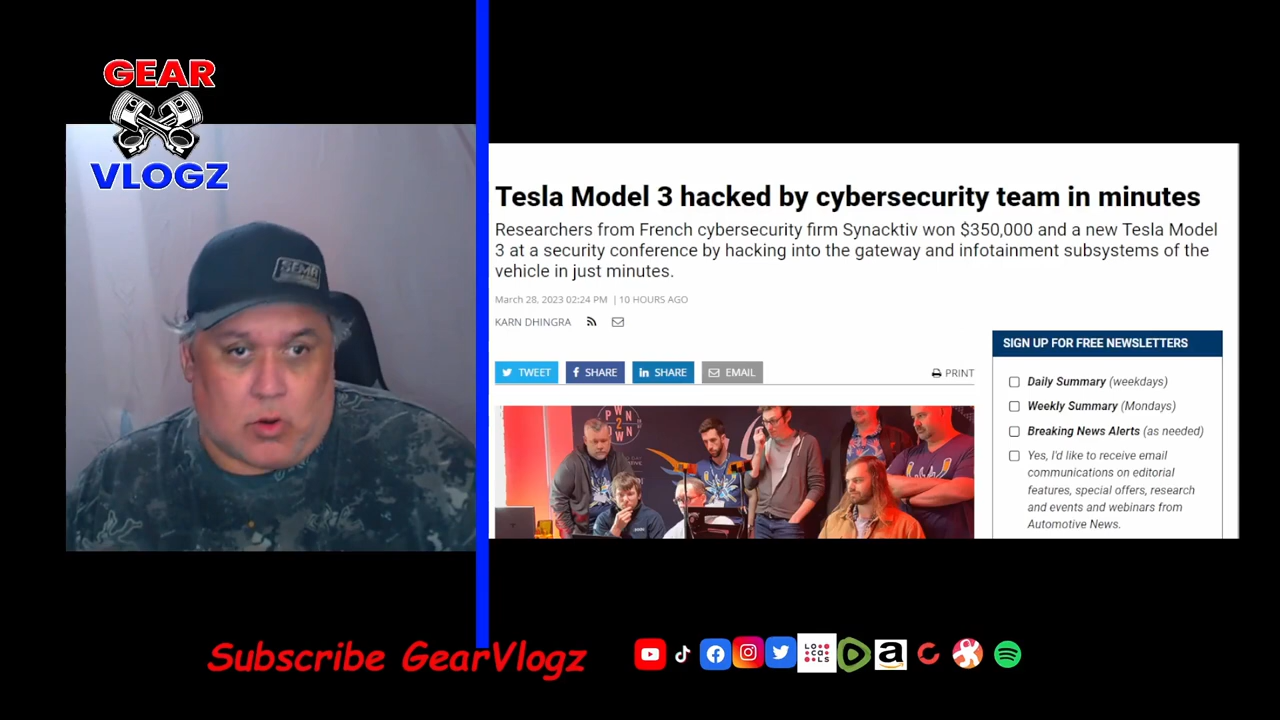 GEAR
VLOGZ
SEMA
Tesla Model 3 hacked by cybersecurity team in minutes
Researchers from French cybersecurity firm Synacktiv won $350,000 and a new Tesla Model
3 at a security conference by hacking into the gateway and infotainment subsystems of the
vehicle in just minutes.
March 28, 2023 02:24 PM | 10 HOURS AGO
KARN DHINGRA
TWEET
SHARE
SHARE
EMAIL
PRINT
SIGN UP FOR FREE NEWSLETTERS
Daily Summary (weekdays)
Weekly Summary (Mondays)
Breaking News Alerts (as needed)
Yes, I'd like to receive email
communications on editorial
features, special offers, research
and events and webinars from
Automotive News.
PWN
2
OWN
Subscribe GearVlogz
LOCALS